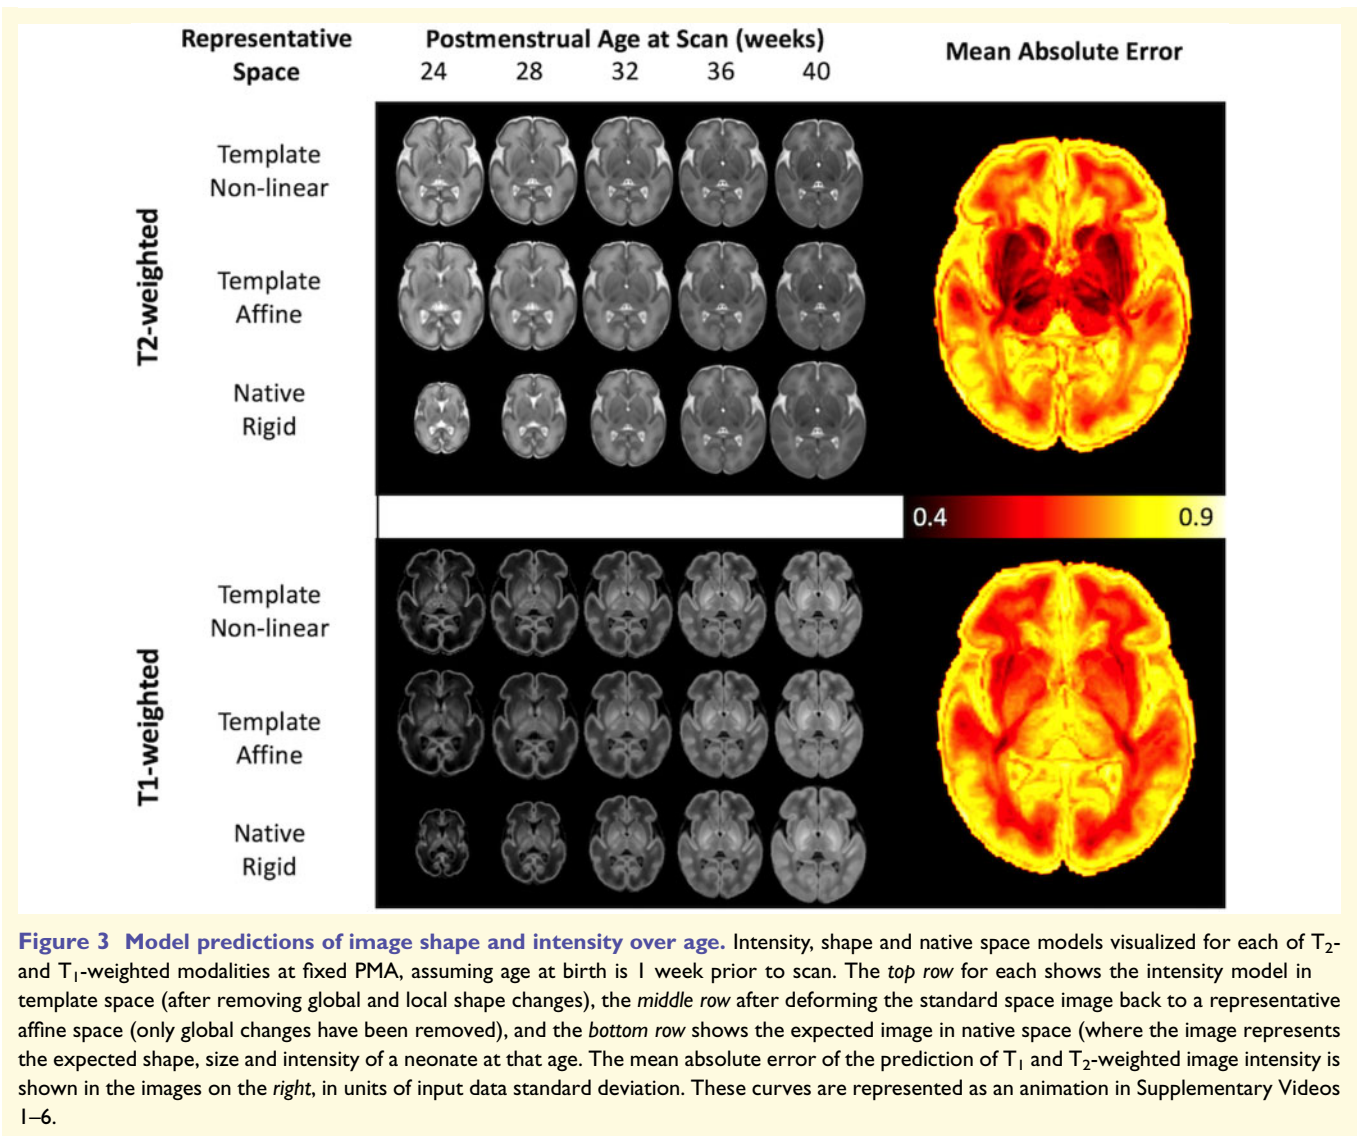 Representative Space
Postmenstrual Age at Scan (weeks)
24 28 32 36 40
Mean Absolute Error
T2-weighted
Template
Non-linear
Template
Affine
Native
Rigid
0.4 0.9
T1-weighted
Template
Non-linear
Template
Affine
Native
Rigid
Figure 3 Model predictions of image shape and intensity over age. Intensity, shape and native space models visualized for each of T2-
and T1-weighted modalities at fixed PMA, assuming age at birth is 1 week prior to scan. The top row for each shows the intensity model in
template space (after removing global and local shape changes), the middle row after deforming the standard space image back to a representative
affine space (only global changes have been removed), and the bottom row shows the expected image in native space (where the image represents
the expected shape, size and intensity of a neonate at that age. The mean absolute error of the prediction of T1 and T2-weighted image intensity is
shown in the images on the right, in units of input data standard deviation. These curves are represented as an animation in Supplementary Videos
1–6.